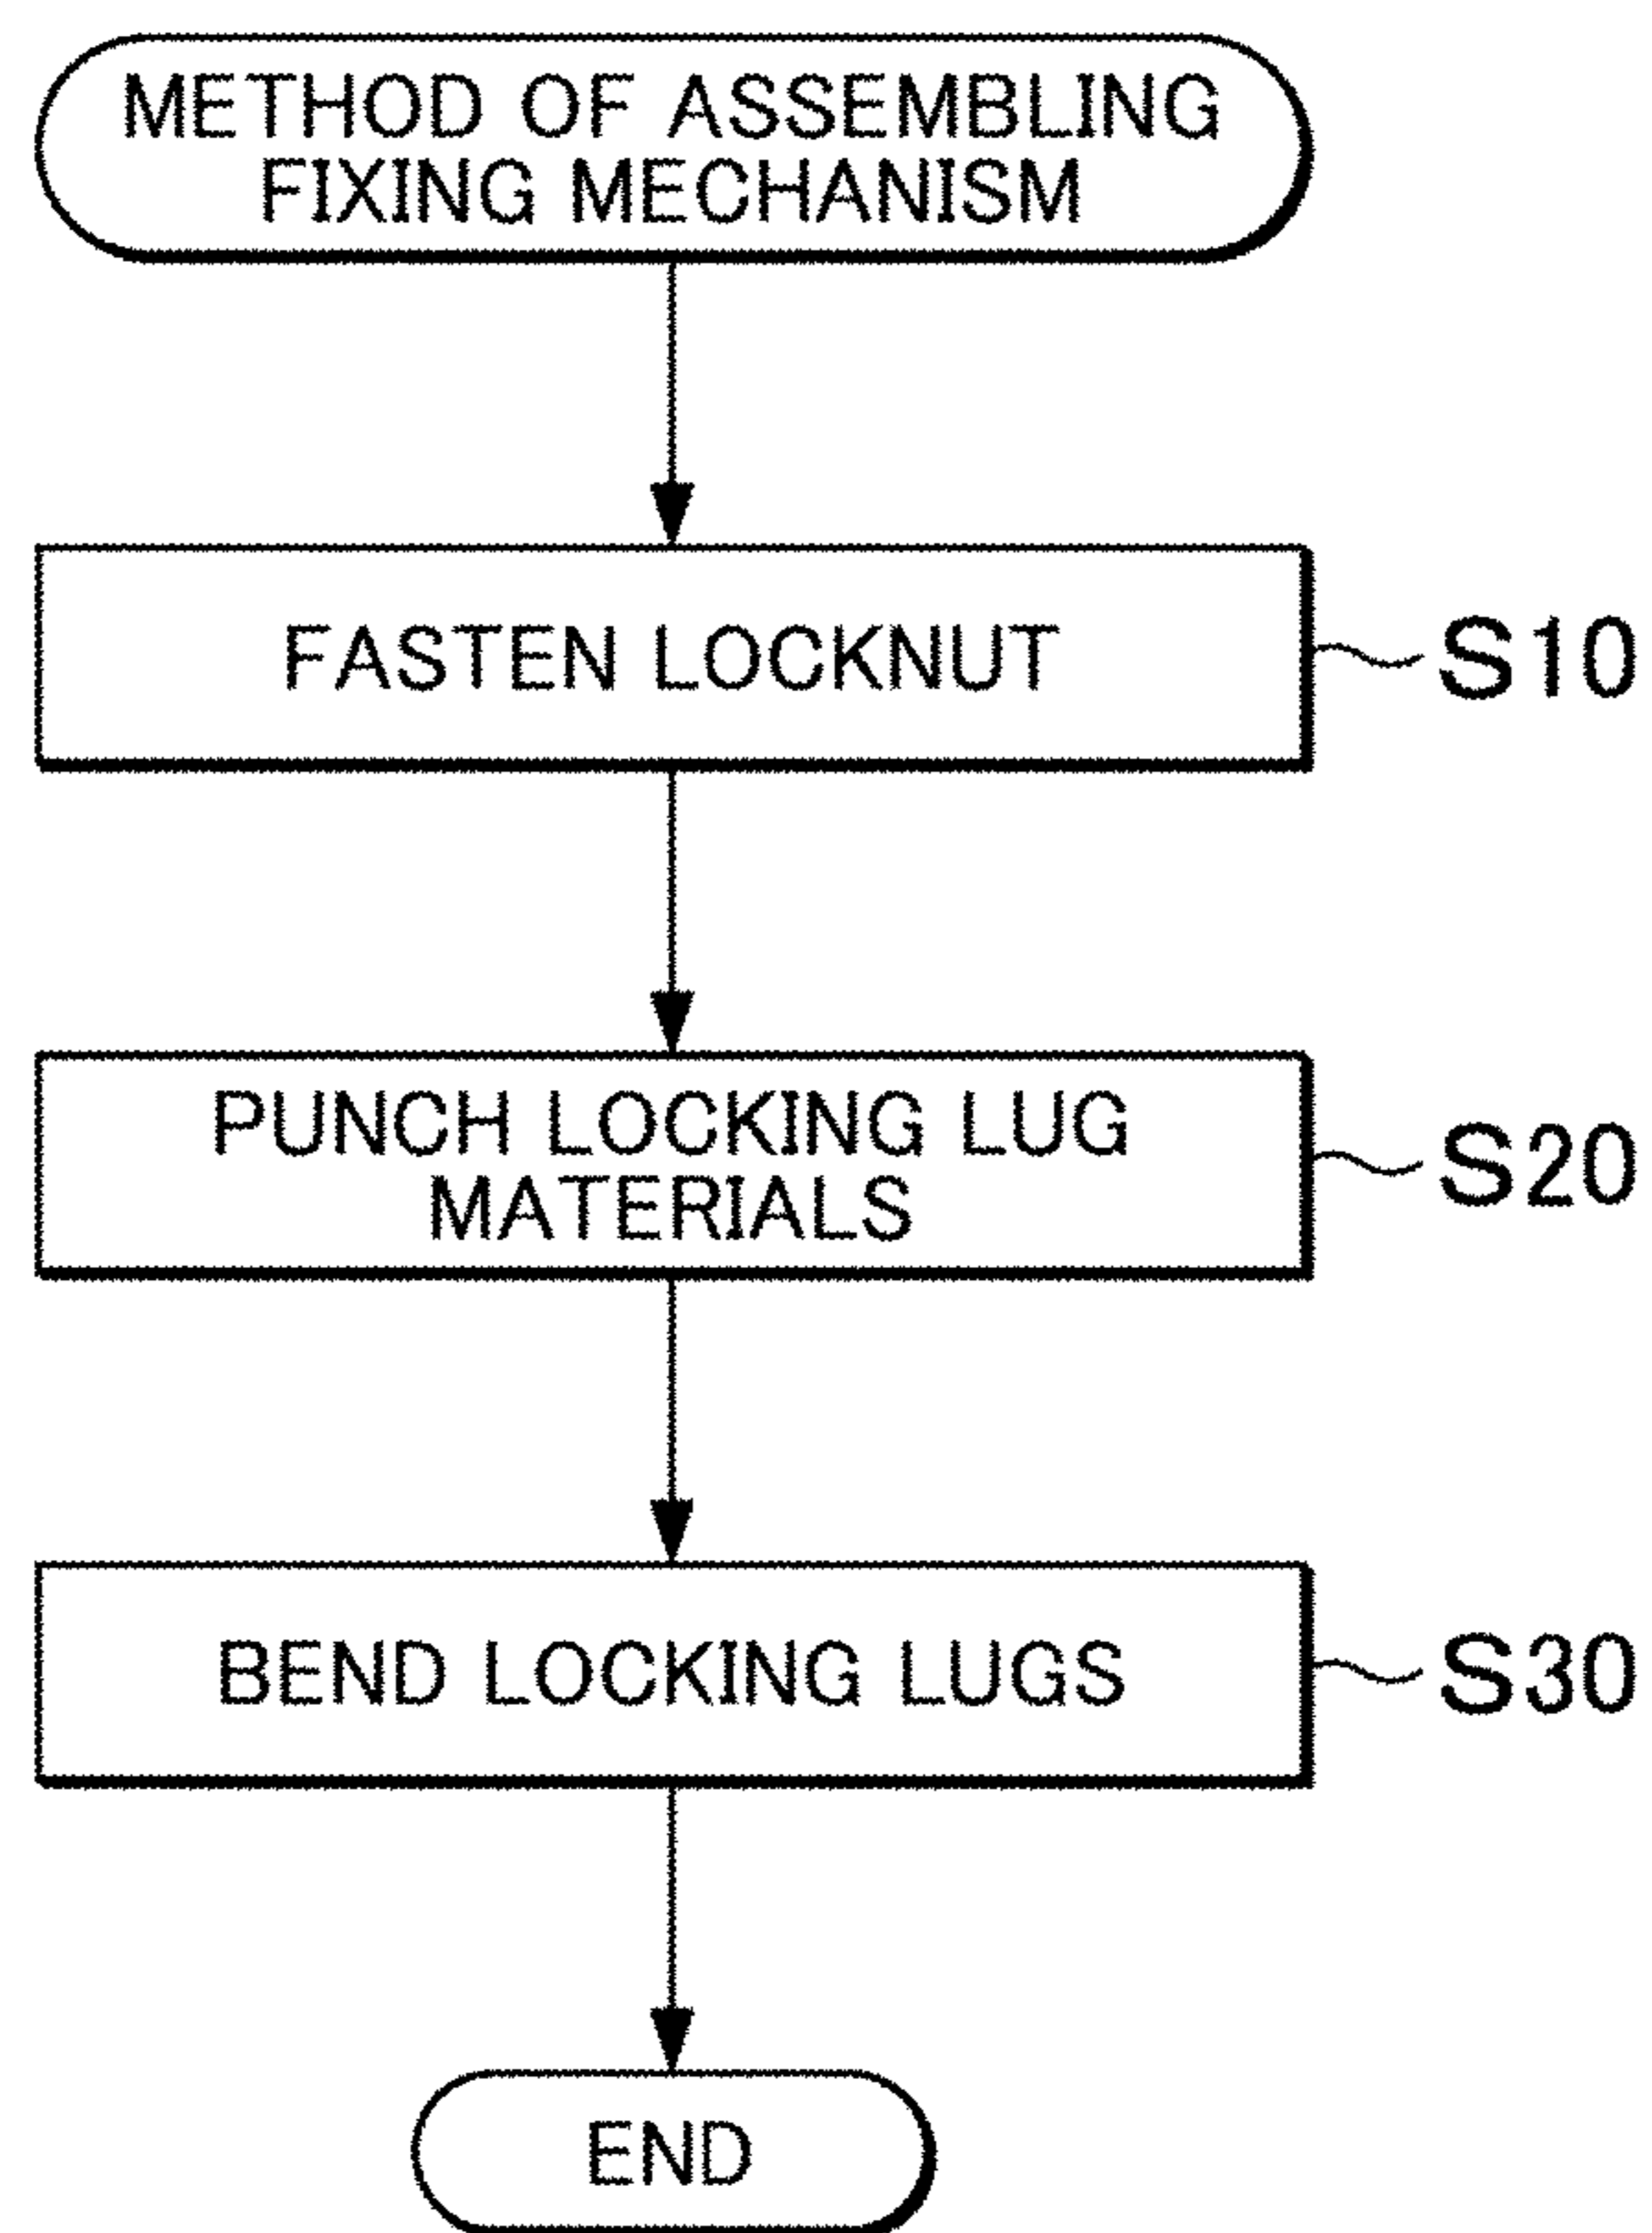 METHOD OF ASSEMBLING
FIXING MECHANISM
FASTEN LOCKNUT
S10
PUNCH LOCKING LUG
MATERIALS
S20
BEND LOCKING LUGS
S30
END